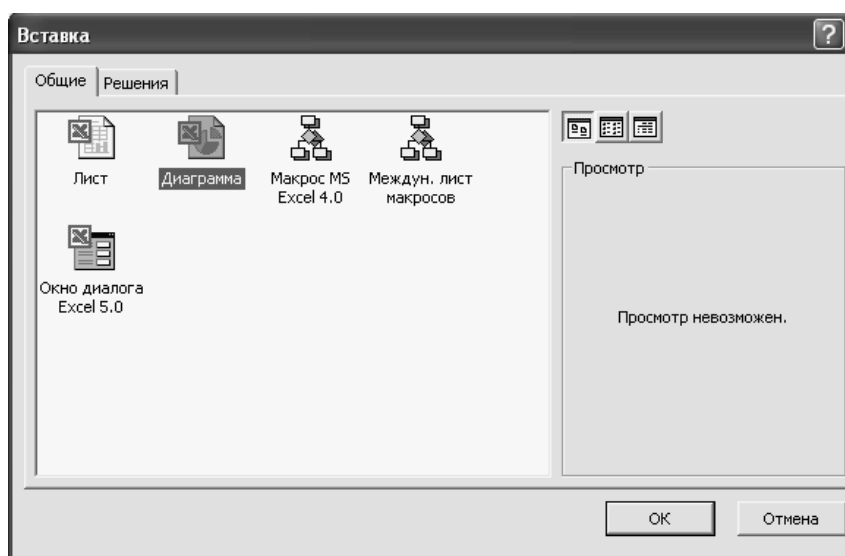 Вставка
?
Общие
Решения
Лист
Диаграмма
Макрос MS
Excel 4.0
Междун. лист
макросов
Окно диалога
Excel 5.0
Просмотр
Просмотр невозможен.
ОК
Отмена